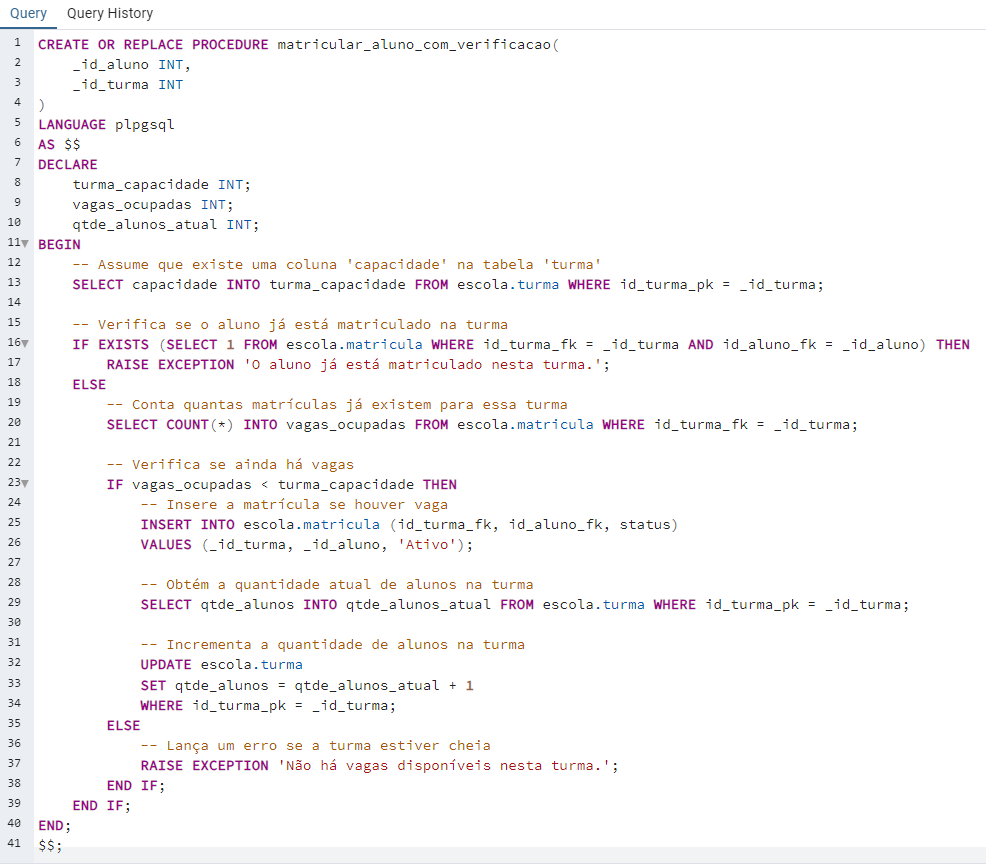 Query Query History
1 CREATE OR REPLACE PROCEDURE matricular_aluno_com_verificacao(
2 _id_aluno INT,
3 _id_turma INT
4 )
5 LANGUAGE plpgsql
6 AS $$
7 DECLARE
8 turma_capacidade INT;
9 vagas_ocupadas INT;
10 qtde_alunos_atual INT;
11 BEGIN
12 -- Assume que existe uma coluna 'capacidade' na tabela 'turma'
13 SELECT capacidade INTO turma_capacidade FROM escola.turma WHERE id_turma_pk = _id_turma;
14
15 -- Verifica se o aluno já está matriculado na turma
16 IF EXISTS (SELECT 1 FROM escola.matricula WHERE id_turma_fk = _id_turma AND id_aluno_fk = _id_aluno) THEN
17 RAISE EXCEPTION 'O aluno já está matriculado nesta turma.';
18 ELSE
19 -- Conta quantas matrículas já existem para essa turma
20 SELECT COUNT(*) INTO vagas_ocupadas FROM escola.matricula WHERE id_turma_fk = _id_turma;
21
22 -- Verifica se ainda há vagas
23 IF vagas_ocupadas < turma_capacidade THEN
24 -- Insere a matrícula se houver vaga
25 INSERT INTO escola.matricula (id_turma_fk, id_aluno_fk, status)
26 VALUES (_id_turma, _id_aluno, 'Ativo');
27
28 -- Obtém a quantidade atual de alunos na turma
29 SELECT qtde_alunos INTO qtde_alunos_atual FROM escola.turma WHERE id_turma_pk = _id_turma;
30
31 -- Incrementa a quantidade de alunos na turma
32 UPDATE escola.turma
33 SET qtde_alunos = qtde_alunos_atual + 1
34 WHERE id_turma_pk = _id_turma;
35 ELSE
36 -- Lança um erro se a turma estiver cheia
37 RAISE EXCEPTION 'Não há vagas disponíveis nesta turma.';
38 END IF;
39 END IF;
40 END;
41 $$;